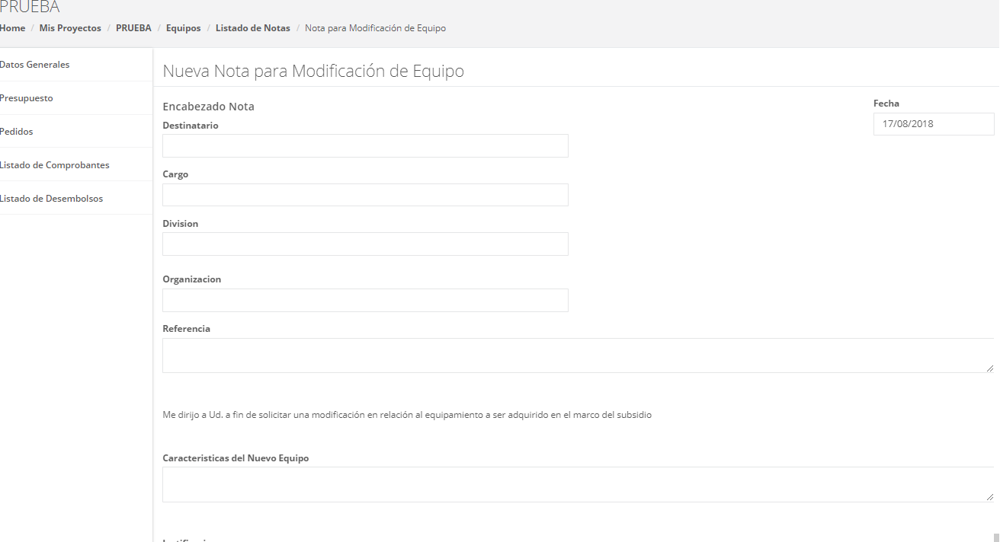 PRUEBA
Home / Mis Proyectos / PRUEBA / Equipos / Listado de Notas / Nota para Modificación de Equipo
Datos Generales
Presupuesto
Pedidos
Listado de Comprobantes
Listado de Desembolsos
Nueva Nota para Modificación de Equipo
Encabezado Nota
Fecha
17/08/2018
Destinatario
Cargo
Division
Organizacion
Referencia
Me dirijo a Ud. a fin de solicitar una modificación en relación al equipamiento a ser adquirido en el marco del subsidio
Caracteristicas del Nuevo Equipo